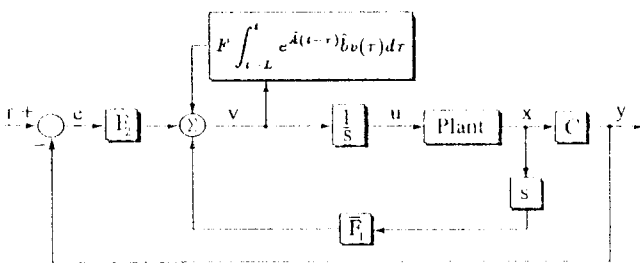 F ∫_{t-L}^{t} e^{Â(t-τ)} b̂v(τ)dτ
r + e F₂ Σ v 1/s u Plant x C y
−
s
F̄₁